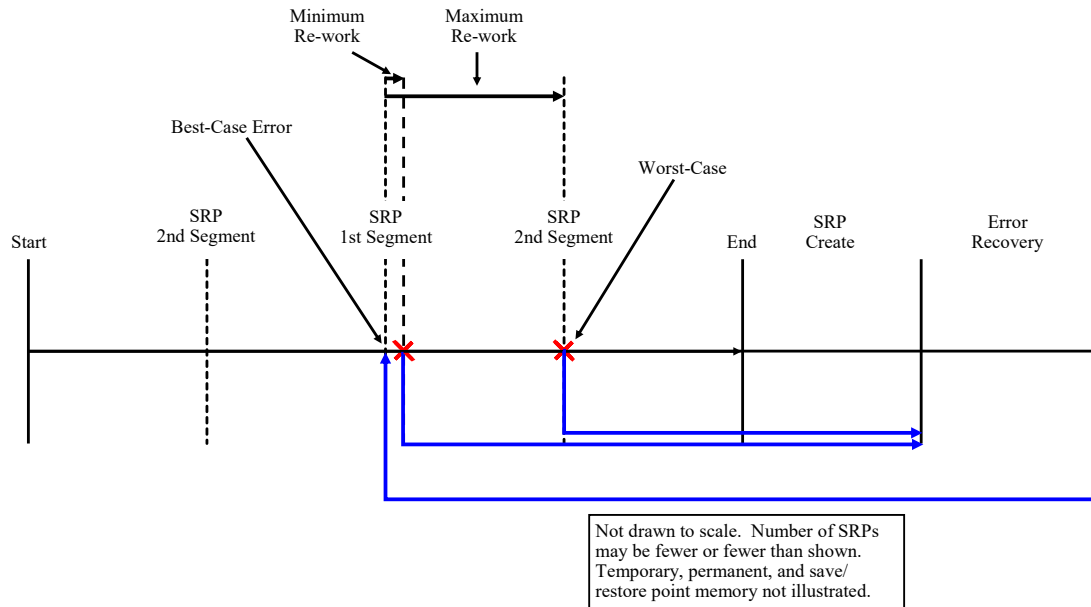 Minimum
Re-work
Maximum
Re-work
Best-Case Error
Worst-Case
Start
SRP
2nd Segment
SRP
1st Segment
SRP
2nd Segment
End
SRP
Create
Error
Recovery
Not drawn to scale. Number of SRPs
may be fewer or fewer than shown.
Temporary, permanent, and save/
restore point memory not illustrated.